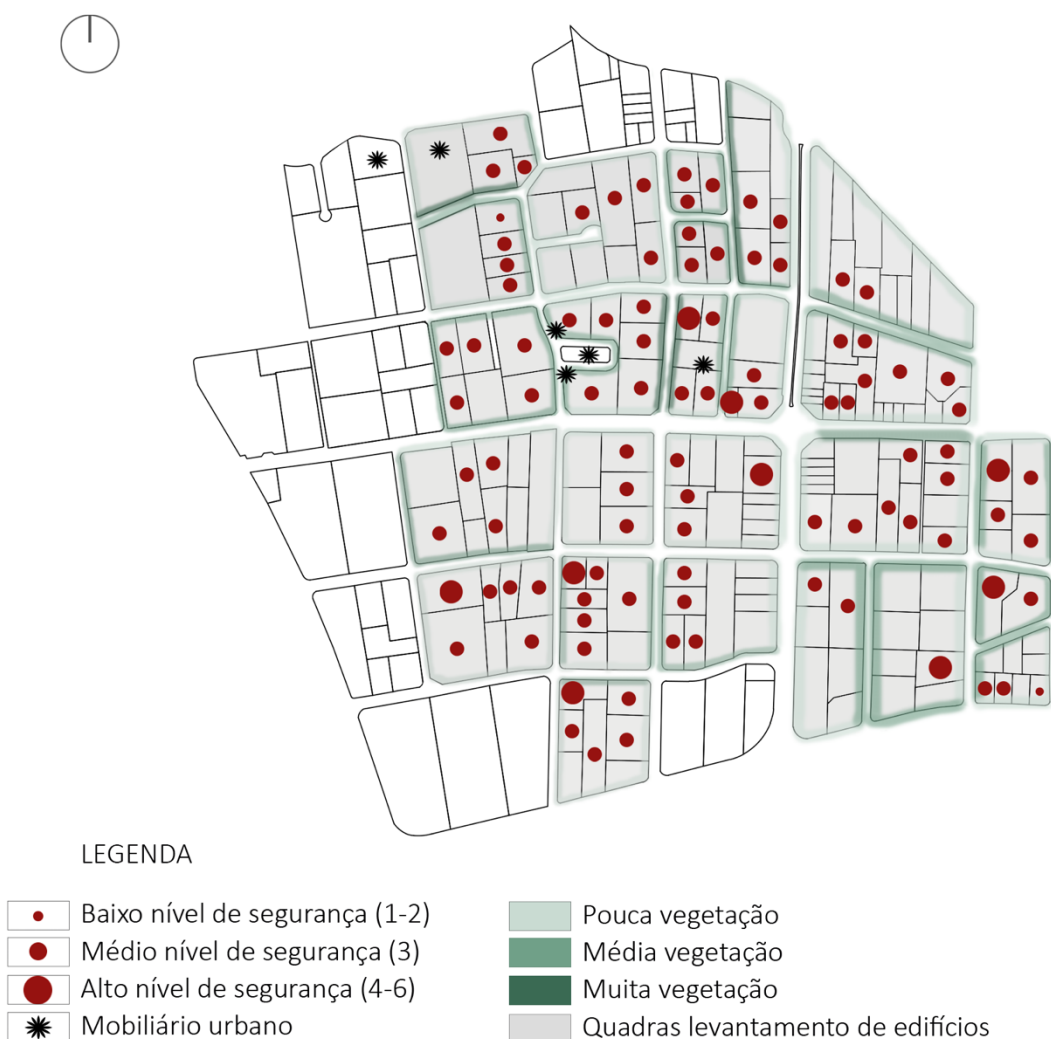 LEGENDA
Baixo nível de segurança (1-2)
Médio nível de segurança (3)
Alto nível de segurança (4-6)
Mobiliário urbano
Pouca vegetação
Média vegetação
Muita vegetação
Quadras levantamento de edifícios